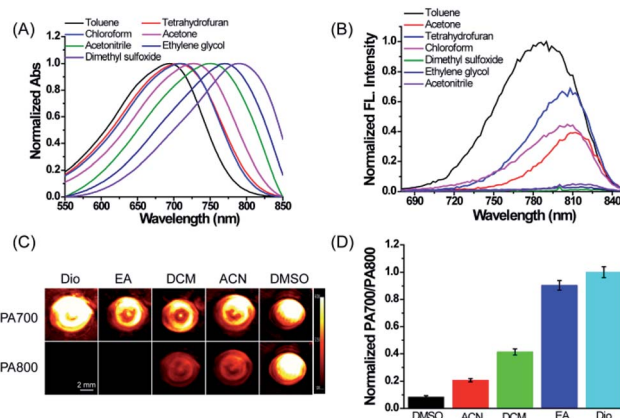 (A)
Toluene Tetrahydrofuran
Chloroform Acetone
Acetonitrile Ethylene glycol
Dimethyl sulfoxide
Normalized Abs
1.2
1.0
0.8
0.6
0.4
0.2
0.0
550 600 650 700 750 800 850
Wavelength (nm)
(B)
Toluene
Acetone
Tetrahydrofuran
Chloroform
Dimethyl sulfoxide
Ethylene glycol
Acetonitrile
Normalized FL. Intensity
1.0
0.8
0.6
0.4
0.2
0.0
690 720 750 780 810 840
Wavelength (nm)
(C)
Dio EA DCM ACN DMSO
PA700
PA800
2 mm
(D)
Normalized PA700/PA800
1.2
1.0
0.8
0.6
0.4
0.2
0.0
DMSO ACN DCM EA Dio